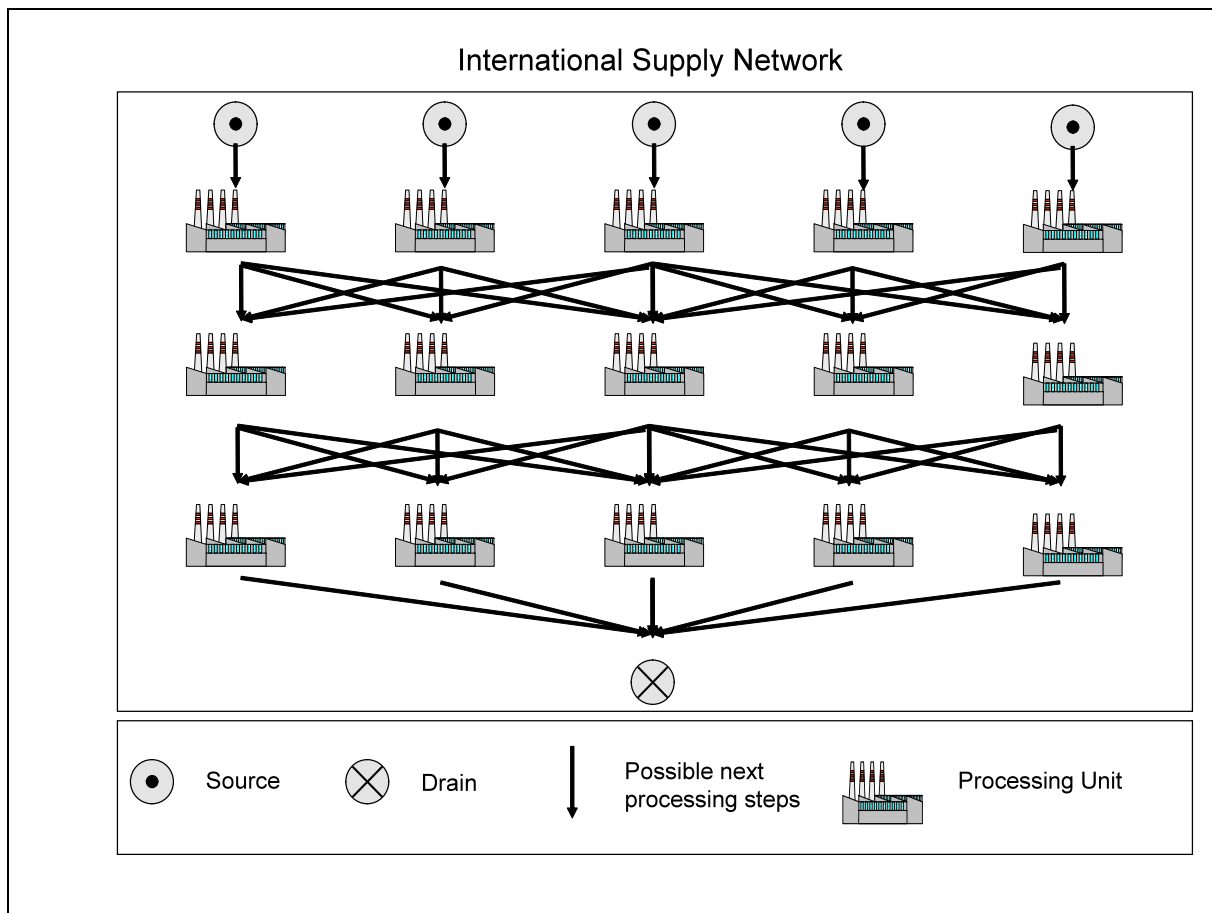 International Supply Network
Source
Drain
Possible next
processing steps
Processing Unit